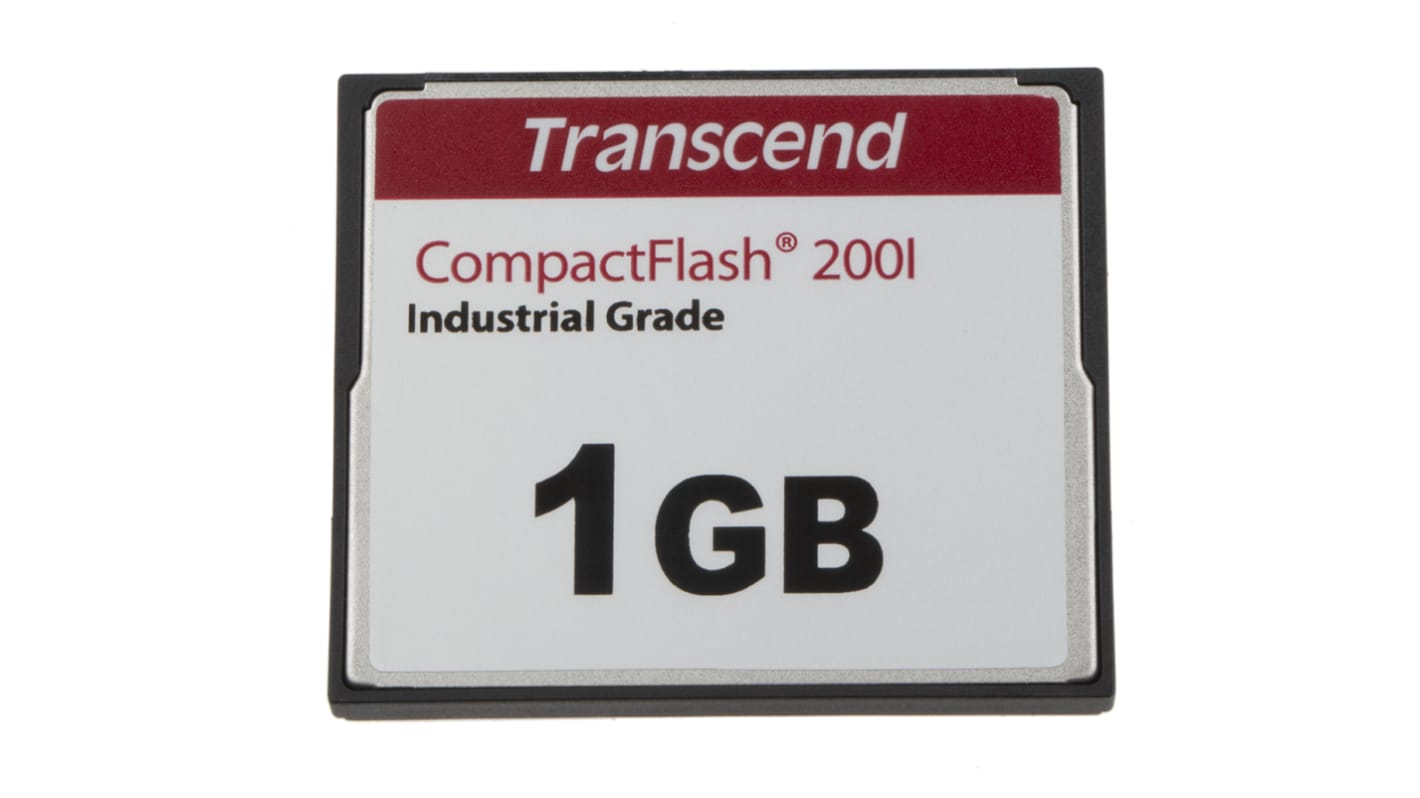 Transcend
CompactFlash® 200I
Industrial Grade
1GB